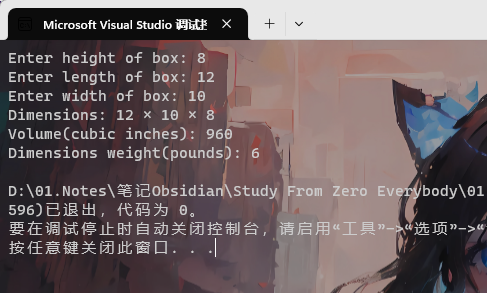 Microsoft Visual Studio 调试
Enter height of box: 8
Enter length of box: 12
Enter width of box: 10
Dimensions: 12 × 10 × 8
Volume(cubic inches): 960
Dimensions weight(pounds): 6
D:\01.Notes\笔记Obsidian\Study From Zero Everybody\01
596)已退出，代码为 0。
要在调试停止时自动关闭控制台，请启用“工具”->“选项”->“
按任意键关闭此窗口. . .